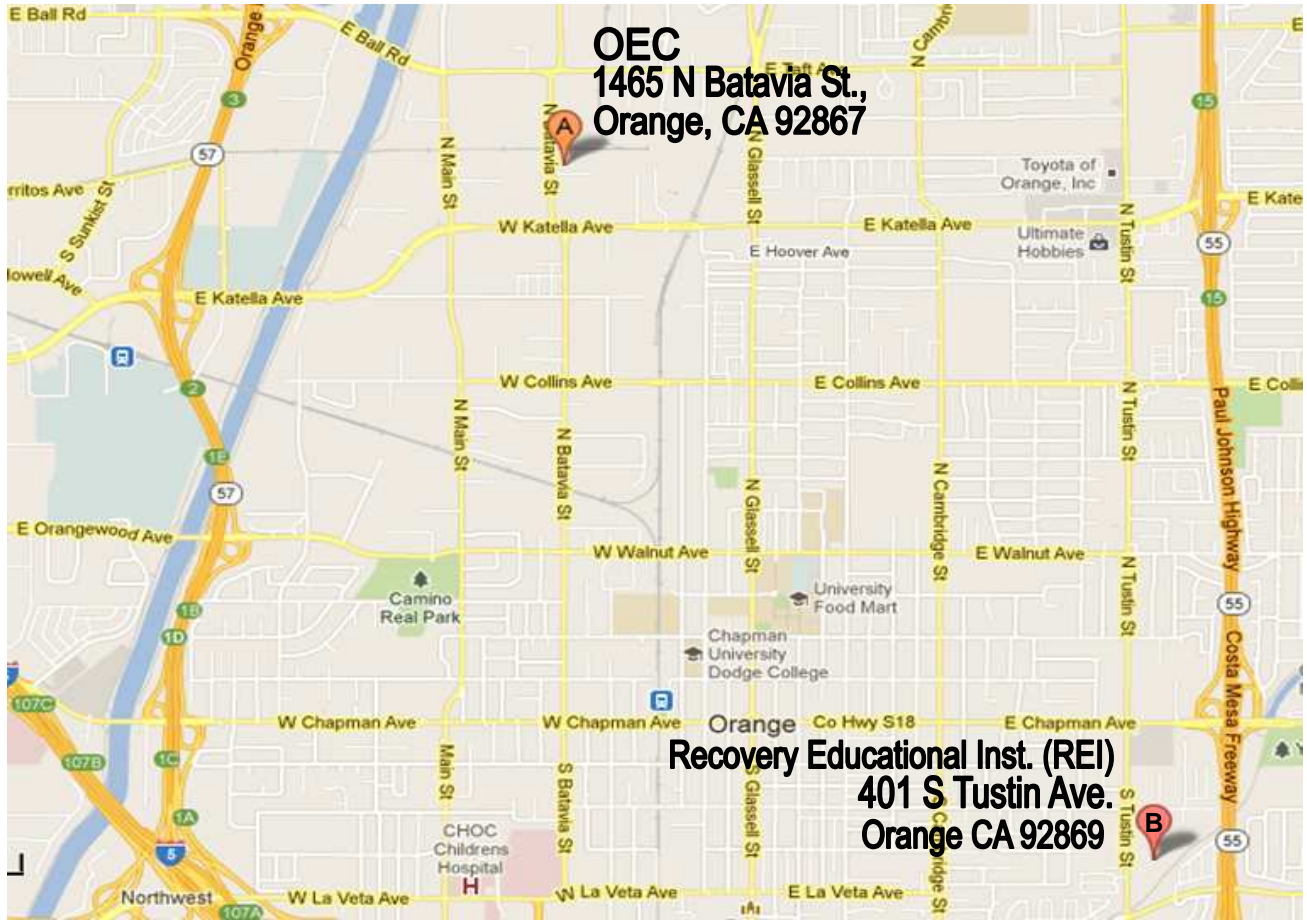 E Ball Rd
Orange
E Ball Rd
OEC
1465 N Batavia St.,
Orange, CA 92867
E Taft Ave
N Cambri
3
57
15
A
N Batavia St
N Main St
N Glassell St
Toyota of
Orange, Inc
rritos Ave
S Sunkist St
E Kate
W Katella Ave
E Katella Ave
E Hoover Ave
Ultimate
Hobbies
N Tustin St
55
owell Ave
E Katella Ave
15
2
W Collins Ave
E Collins Ave
E Colli
N Main St
N Tustin St
Paul Johnson Highway
1E
57
N Batavia St
N Glassell St
N Cambridge St
E Orangewood Ave
W Walnut Ave
E Walnut Ave
N Tustin St
Camino
Real Park
University
Food Mart
1B
1D
55
Chapman
University
Dodge College
Costa Mesa Freeway
107C
W Chapman Ave
W Chapman Ave
Orange
Co Hwy S18
E Chapman Ave
107B
1C
Main St
S Batavia St
S Glassell St
S Cambridge St
S Tustin St
Recovery Educational Inst. (REI)
401 S Tustin Ave.
Orange CA 92869
B
Y
1A
5
CHOC
Childrens
Hospital
H
55
Northwest
107A
W La Veta Ave
W La Veta Ave
E La Veta Ave